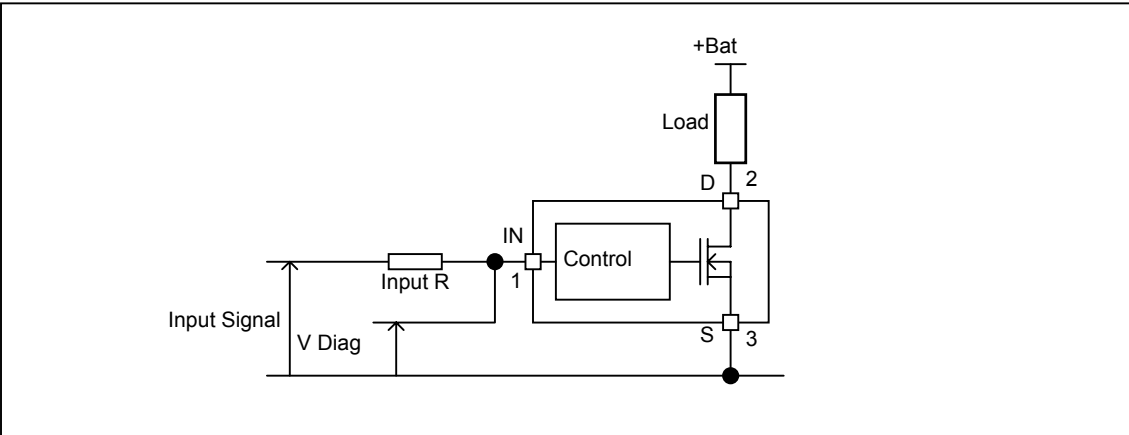 +Bat
Load
D 2
IN
Control
1
Input R
Input Signal
V Diag
S 3